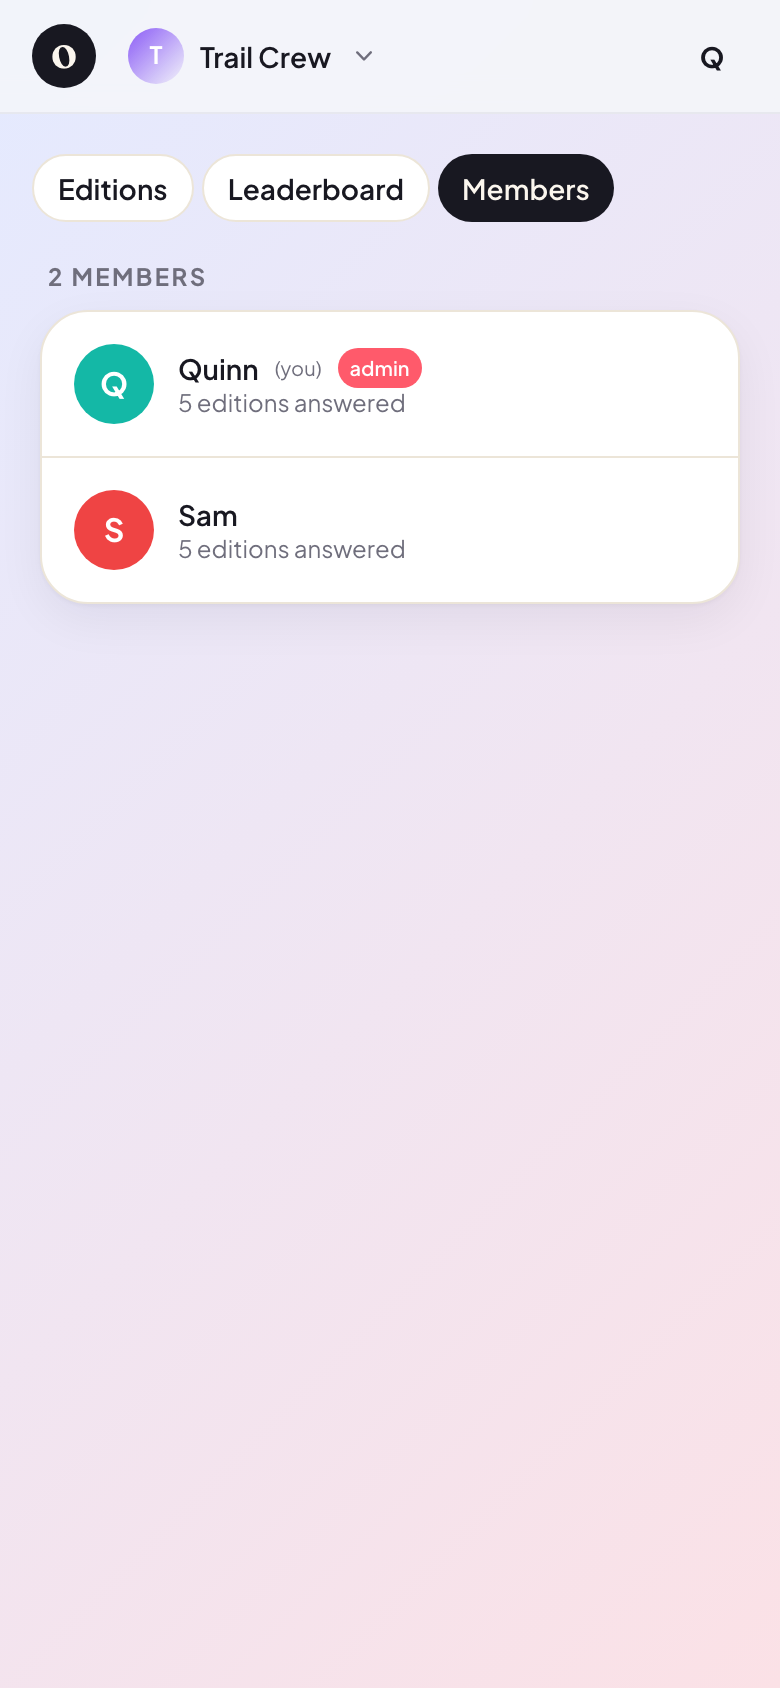 O
T Trail Crew
Q
Editions Leaderboard Members
2 MEMBERS
Q
Quinn (you) admin
5 editions answered
S
Sam
5 editions answered